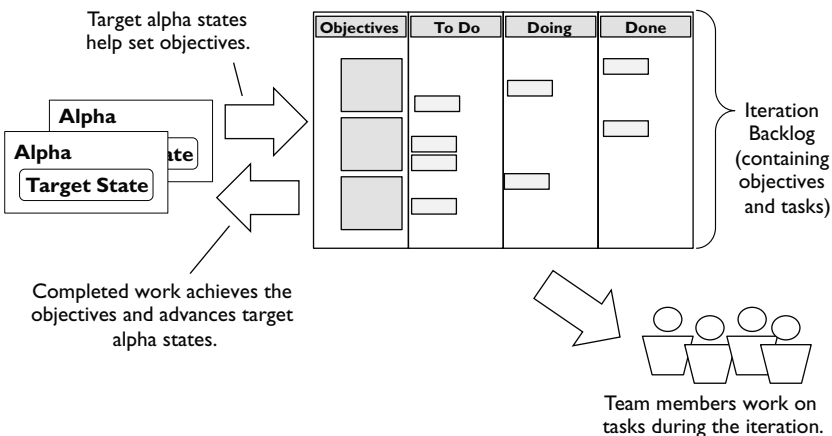 Target alpha states
help set objectives.
Objectives
To Do
Doing
Done
Alpha
ate
Alpha
Target State
Iteration
Backlog
(containing
objectives
and tasks)
Completed work achieves the
objectives and advances target
alpha states.
Team members work on
tasks during the iteration.